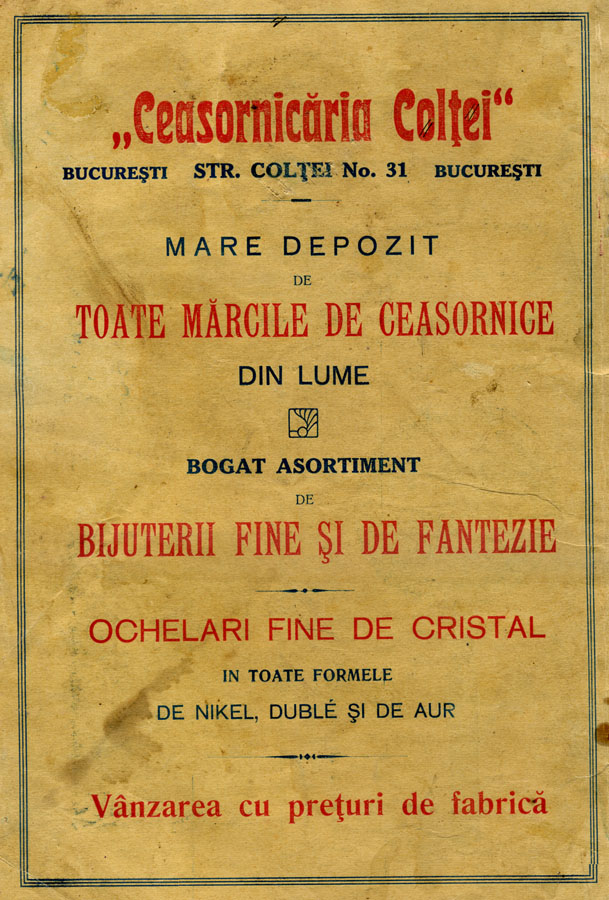 „Ceasornicăria Colţei“
BUCUREŞTI STR. COLŢEI No. 31 BUCUREŞTI
MARE DEPOZIT
DE
TOATE MĂRCILE DE CEASORNICE
DIN LUME
BOGAT ASORTIMENT
DE
BIJUTERII FINE ŞI DE FANTEZIE
OCHELARI FINE DE CRISTAL
IN TOATE FORMELE
DE NIKEL, DUBLÉ ŞI DE AUR
Vânzarea cu preţuri de fabrică